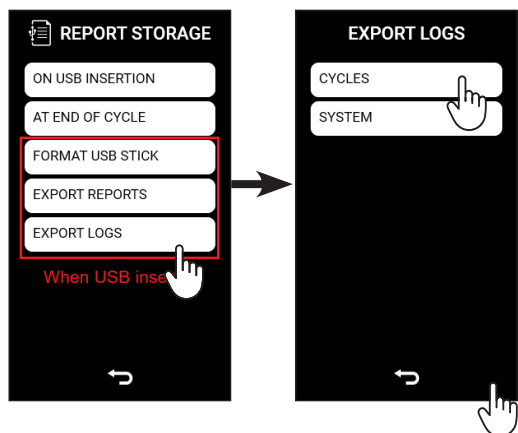 REPORT STORAGE
ON USB INSERTION
AT END OF CYCLE
FORMAT USB STICK
EXPORT REPORTS
EXPORT LOGS
When USB inse
EXPORT LOGS
CYCLES
SYSTEM